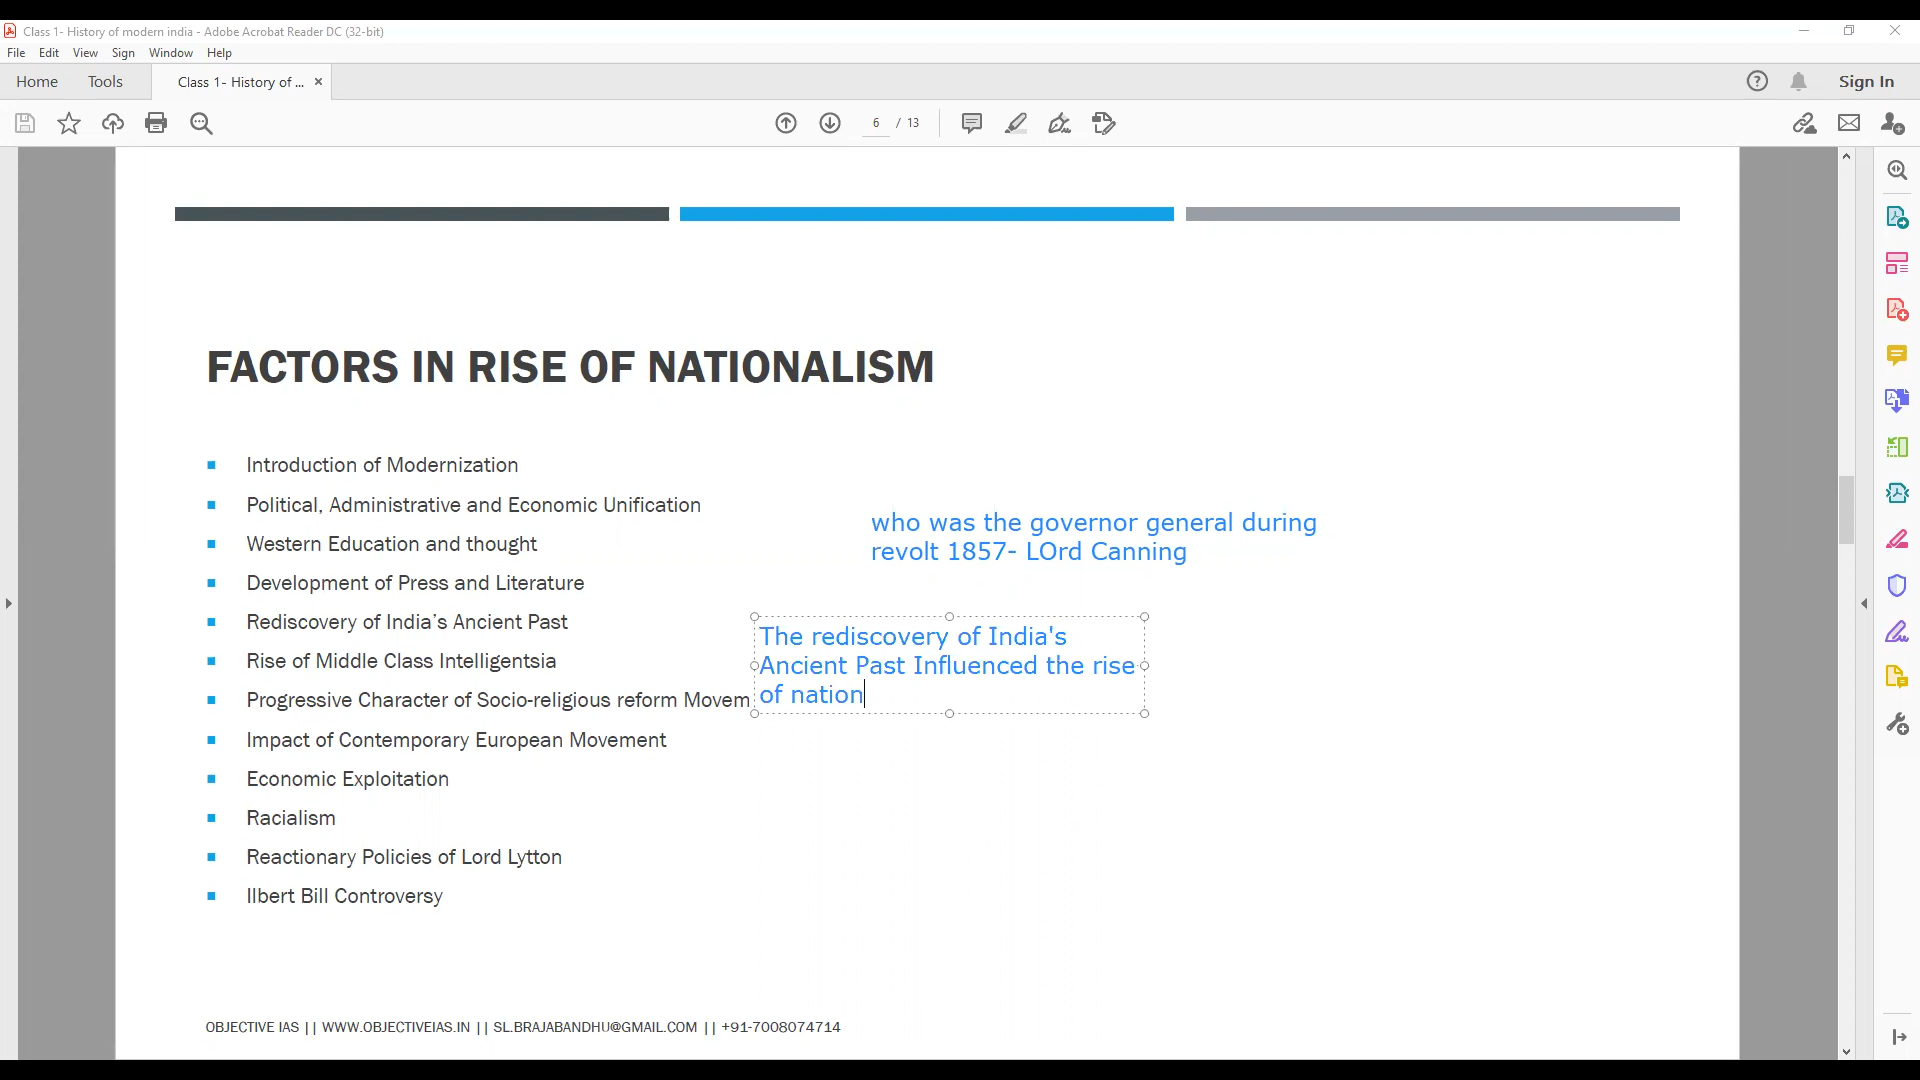 Class 1- History of modern india - Adobe Acrobat Reader DC (32-bit)
File Edit View Sign Window Help
Home Tools Class 1- History of ... × Sign In
6 / 13
FACTORS IN RISE OF NATIONALISM
Introduction of Modernization
Political, Administrative and Economic Unification
Western Education and thought
Development of Press and Literature
Rediscovery of India's Ancient Past
Rise of Middle Class Intelligentsia
Progressive Character of Socio-religious reform Movem
Impact of Contemporary European Movement
Economic Exploitation
Racialism
Reactionary Policies of Lord Lytton
Ilbert Bill Controversy
who was the governor general during
revolt 1857- LOrd Canning
The rediscovery of India's
Ancient Past Influenced the rise
of nation
OBJECTIVE IAS || WWW.OBJECTIVEIAS.IN || SL.BRAJABANDHU@GMAIL.COM || +91-7008074714